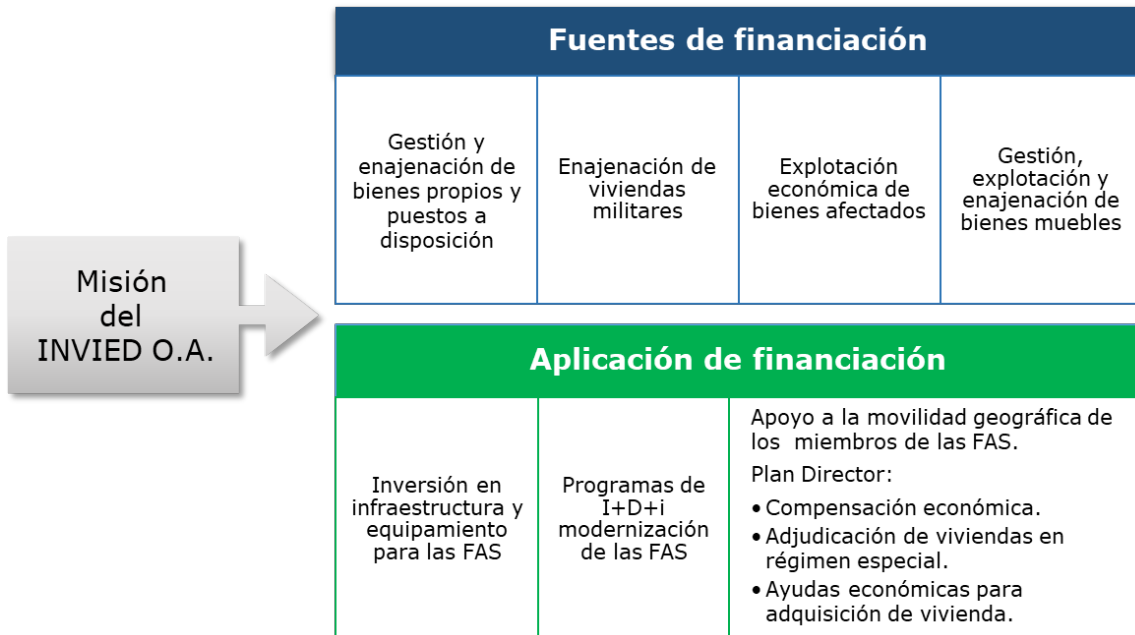 Fuentes de financiación
Gestión y
enajenación de
bienes propios y
puestos a
disposición
Enajenación de
viviendas
militares
Explotación
económica de
bienes afectados
Gestión,
explotación y
enajenación de
bienes muebles
Misión
del
INVIED O.A.
Aplicación de financiación
Inversión en
infraestructura y
equipamiento
para las FAS
Programas de
I+D+i
modernización
de las FAS
Apoyo a la movilidad geográfica de
los miembros de las FAS.
Plan Director:
• Compensación económica.
• Adjudicación de viviendas en
régimen especial.
• Ayudas económicas para
adquisición de vivienda.